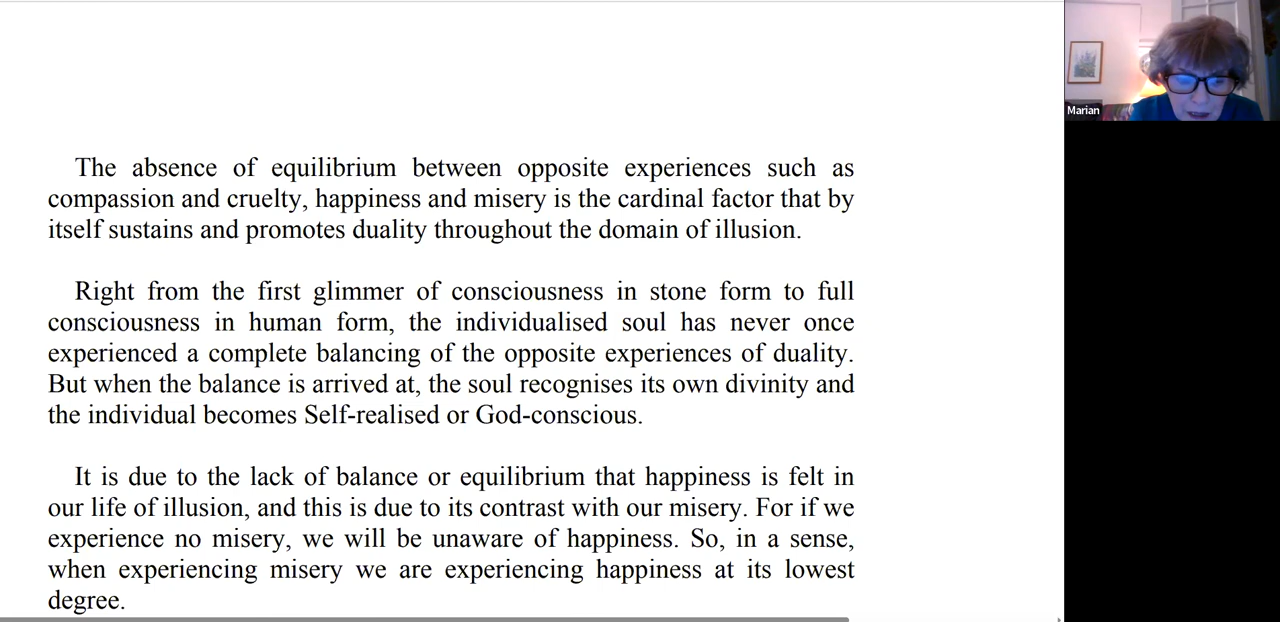 The absence of equilibrium between opposite experiences such as
compassion and cruelty, happiness and misery is the cardinal factor that by
itself sustains and promotes duality throughout the domain of illusion.
Right from the first glimmer of consciousness in stone form to full
consciousness in human form, the individualised soul has never once
experienced a complete balancing of the opposite experiences of duality.
But when the balance is arrived at, the soul recognises its own divinity and
the individual becomes Self-realised or God-conscious.
It is due to the lack of balance or equilibrium that happiness is felt in
our life of illusion, and this is due to its contrast with our misery. For if we
experience no misery, we will be unaware of happiness. So, in a sense,
when experiencing misery we are experiencing happiness at its lowest
degree.
Marian